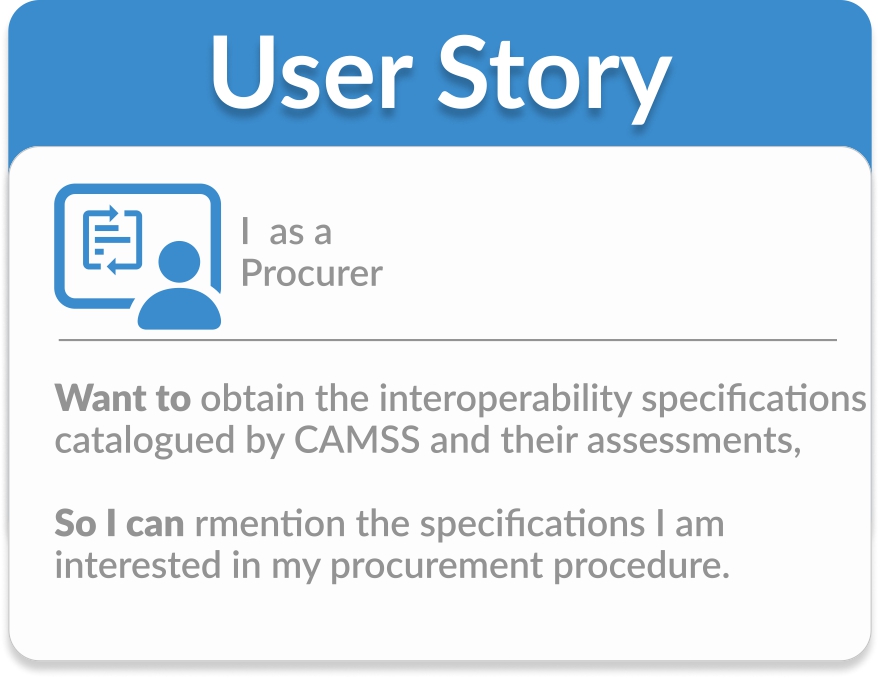 User Story
I  as a
Procurer
Want to obtain the interoperability specifications
catalogued by CAMSS and their assessments,
So I can rmention the specifications I am
interested in my procurement procedure.